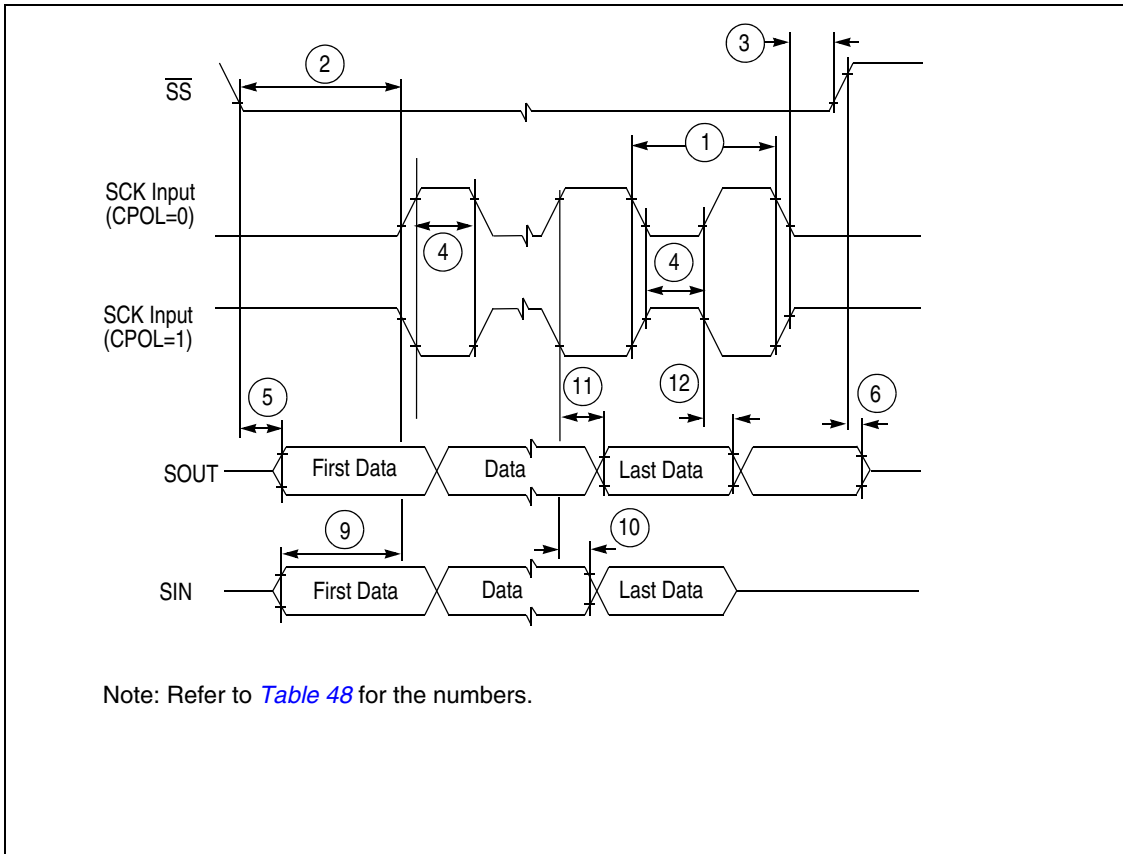 3
2
SS
1
SCK Input
(CPOL=0)
4
4
SCK Input
(CPOL=1)
5
11
12
6
SOUT
First Data
Data
Last Data
9
10
SIN
First Data
Data
Last Data
Note: Refer to Table 48 for the numbers.